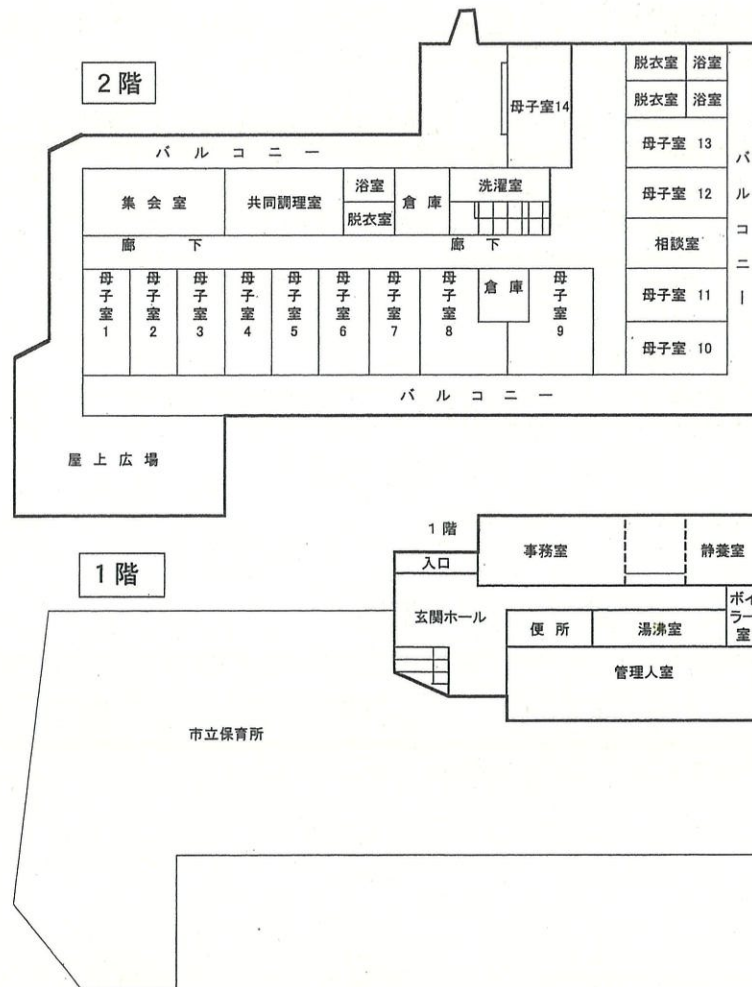 2 階
母子室14
脱衣室 浴室
脱衣室 浴室
母子室 13
母子室 12
相談室
母子室 11
母子室 10
バルコニー
バ ル コ ニ ー
集 会 室
共同調理室
浴室
脱衣室
倉 庫
洗濯室
廊 下
廊 下
母子室1
母子室2
母子室3
母子室4
母子室5
母子室6
母子室7
母子室8
倉 庫
母子室9
バ ル コ ニ ー
屋 上 広 場
1 階
1 階
入口
事務室
静養室
玄関ホール
便 所
湯沸室
ボイラー室
管理人室
市立保育所